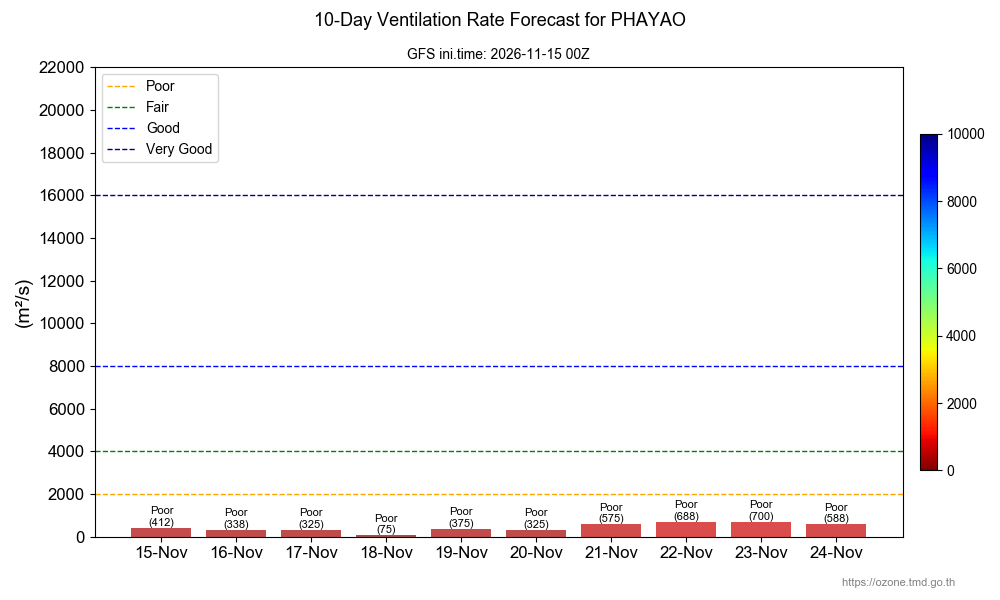 10-Day Ventilation Rate Forecast for PHAYAO
GFS ini.time: 2026-11-15 00Z
(m²/s)
22000
20000
18000
16000
14000
12000
10000
8000
6000
4000
2000
0
Poor
Fair
Good
Very Good
Poor
(412)
Poor
(338)
Poor
(325)
Poor
(75)
Poor
(375)
Poor
(325)
Poor
(575)
Poor
(688)
Poor
(700)
Poor
(588)
15-Nov
16-Nov
17-Nov
18-Nov
19-Nov
20-Nov
21-Nov
22-Nov
23-Nov
24-Nov
10000
8000
6000
4000
2000
0
https://ozone.tmd.go.th